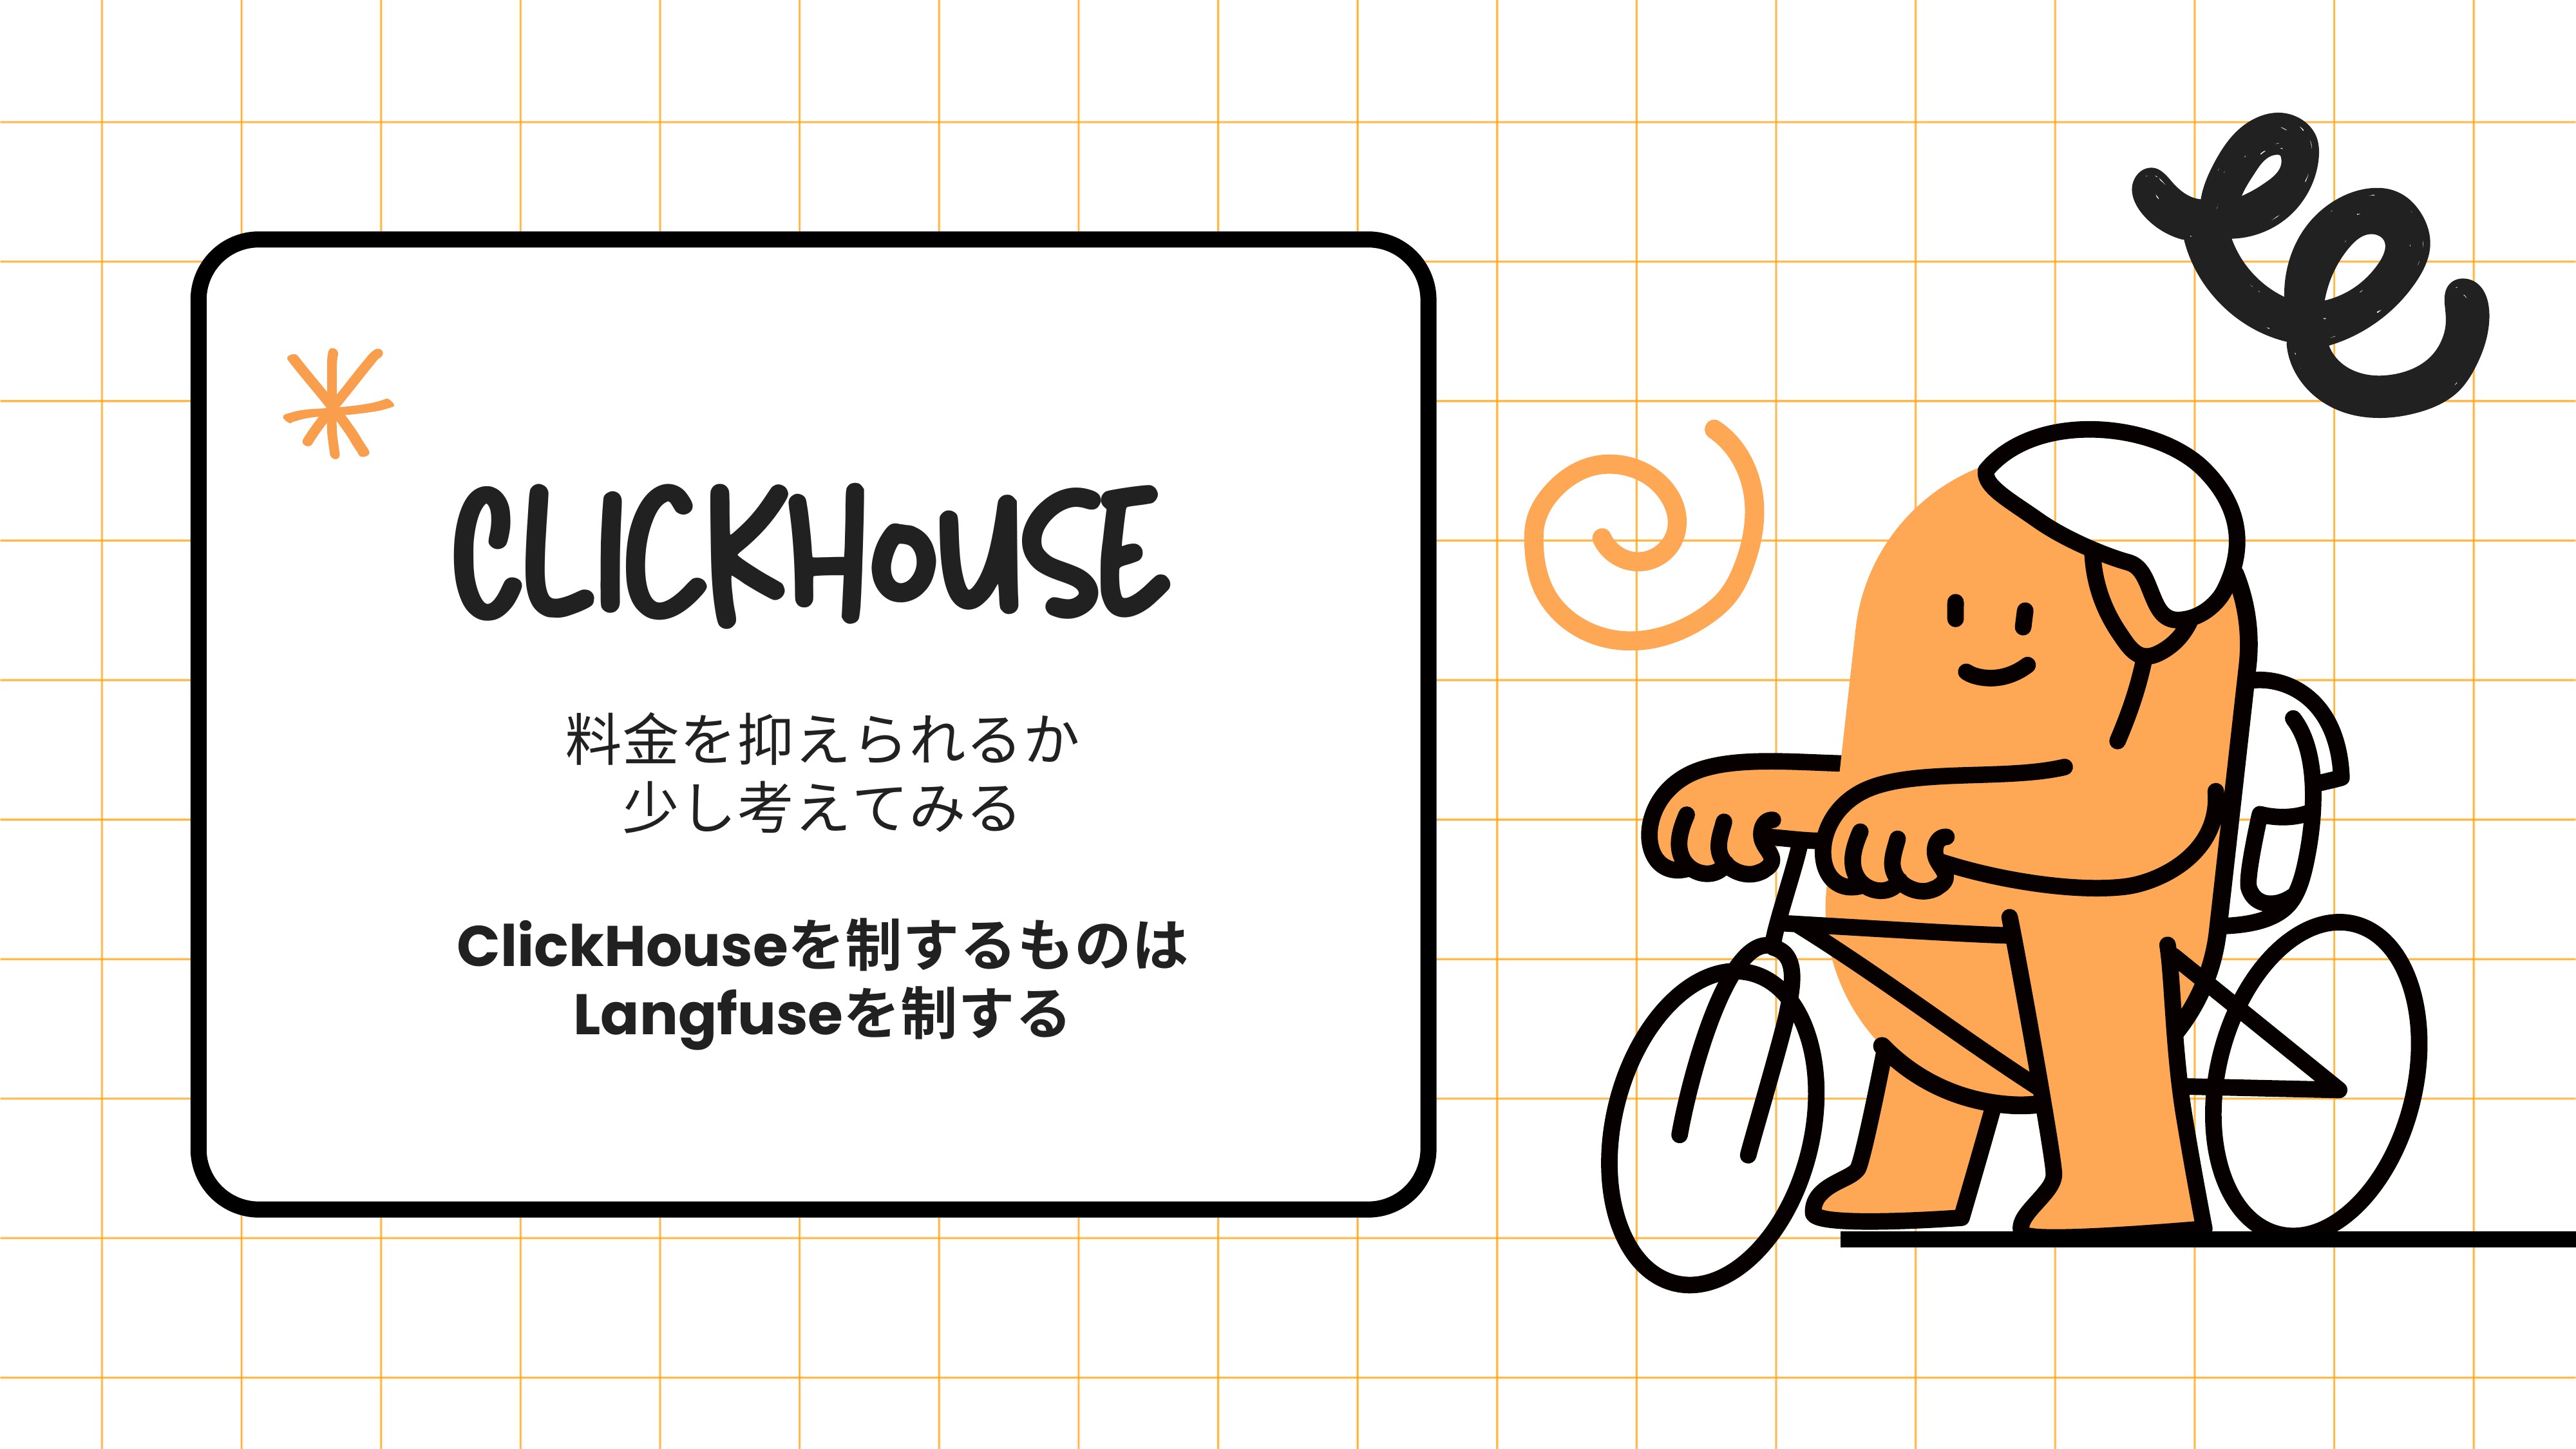 CLICKHOUSE
料金を抑えられるか
少し考えてみる
ClickHouseを制するものは
Langfuseを制する